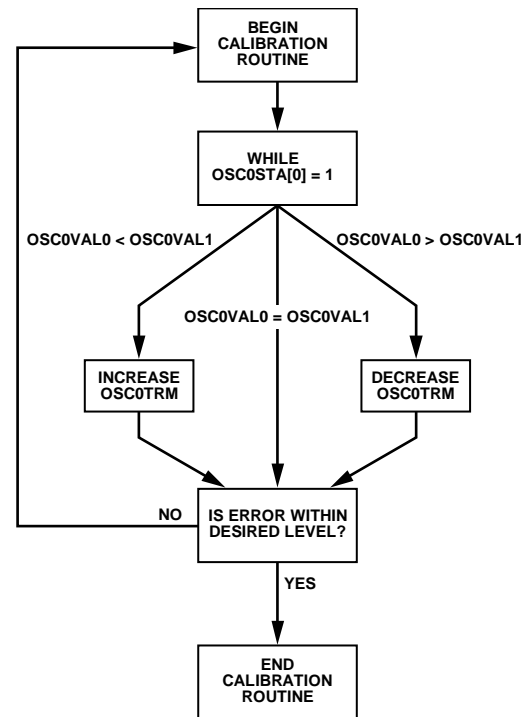 BEGIN
CALIBRATION
ROUTINE
WHILE
OSC0STA[0] = 1
OSC0VAL0 < OSC0VAL1
OSC0VAL0 > OSC0VAL1
OSC0VAL0 = OSC0VAL1
INCREASE
OSC0TRM
DECREASE
OSC0TRM
NO
IS ERROR WITHIN
DESIRED LEVEL?
YES
END
CALIBRATION
ROUTINE